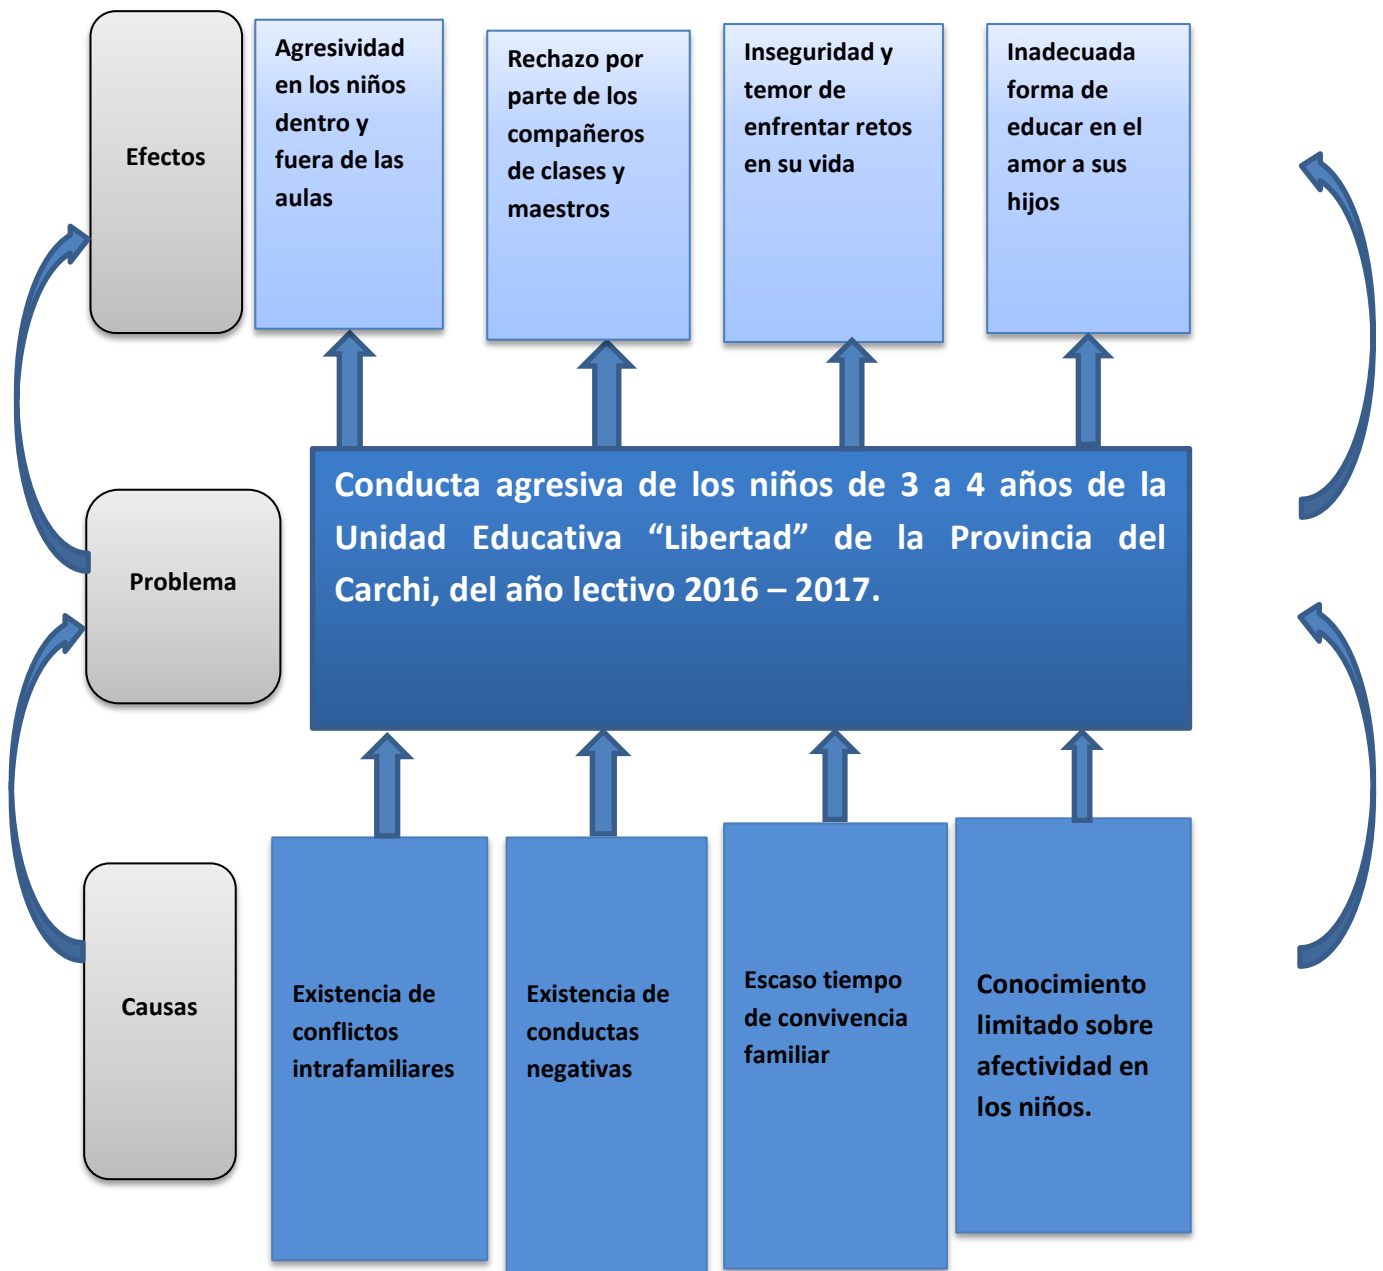 Efectos
Agresividad
en los niños
dentro y
fuera de las
aulas
Rechazo por
parte de los
compañeros
de clases y
maestros
Inseguridad y
temor de
enfrentar retos
en su vida
Inadecuada
forma de
educar en el
amor a sus
hijos
Problema
Conducta agresiva de los niños de 3 a 4 años de la
Unidad Educativa “Libertad” de la Provincia del
Carchi, del año lectivo 2016 – 2017.
Causas
Existencia de
conflictos
intrafamiliares
Existencia de
conductas
negativas
Escaso tiempo
de convivencia
familiar
Conocimiento
limitado sobre
afectividad en
los niños.